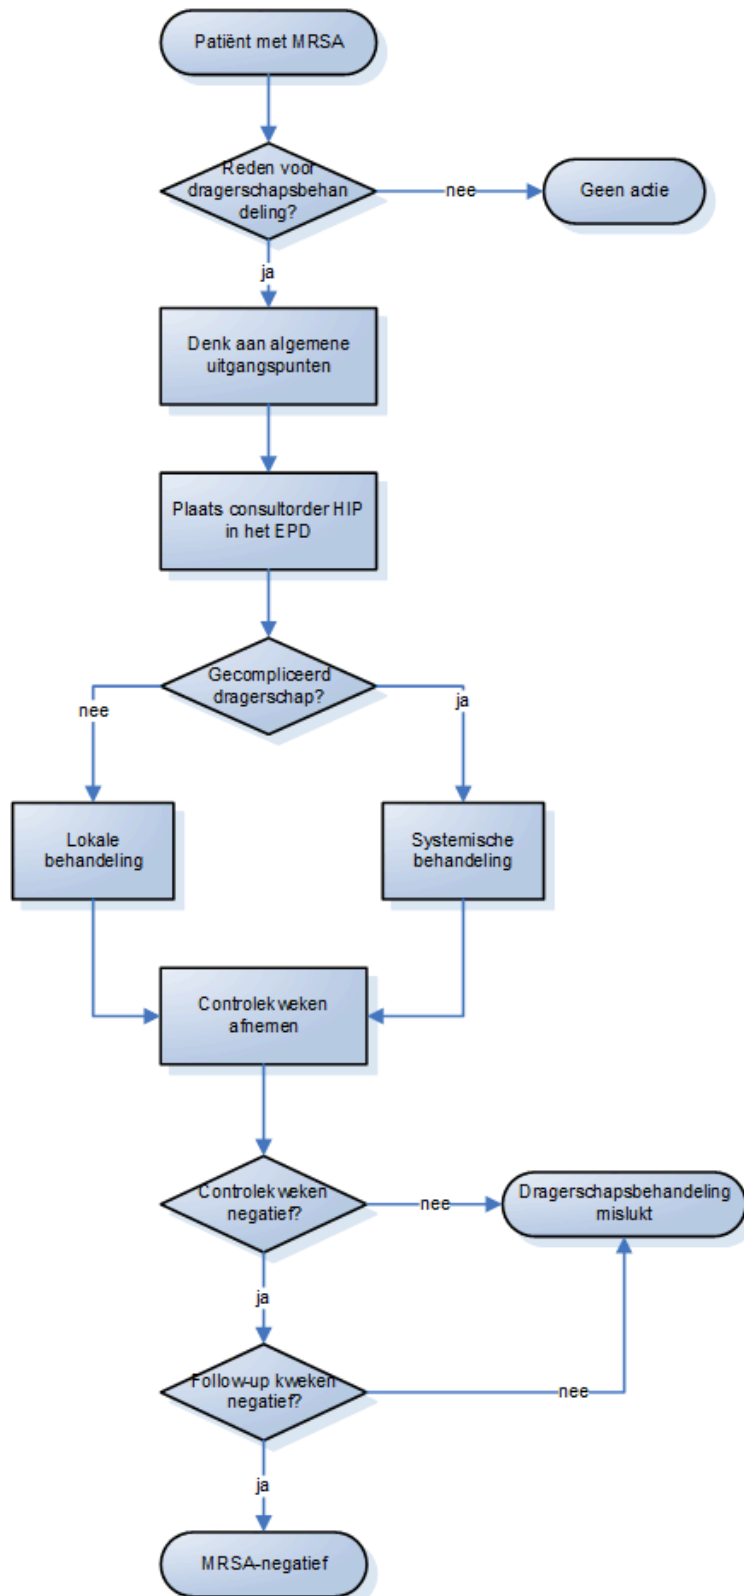 Patiënt met MRSA
Reden voor
dragerschapsbehan
deling?
nee
Geen actie
ja
Denk aan algemene
uitgangspunten
Plaats consultorder HIP
in het EPD
Gecompliceerd
dragerschap?
nee
ja
Lokale
behandeling
Systemische
behandeling
Controlekweken
afnemen
Controlekweken
negatief?
nee
Dragerschapsbehandeling
mislukt
ja
Follow-up kweken
negatief?
nee
ja
MRSA-negatief